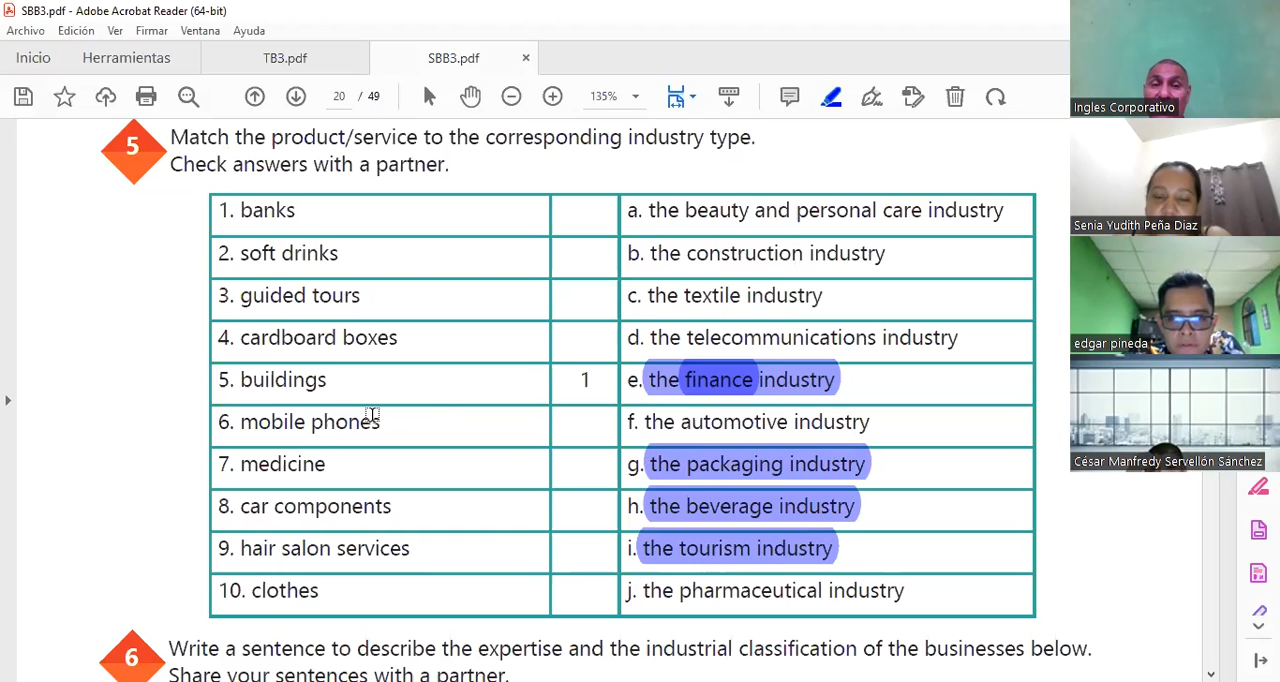 SBB3.pdf - Adobe Acrobat Reader (64-bit)
Archivo Edición Ver Firmar Ventana Ayuda
Inicio Herramientas TB3.pdf SBB3.pdf ×
20 / 49 135%
5 Match the product/service to the corresponding industry type.
Check answers with a partner.
1. banks a. the beauty and personal care industry
2. soft drinks b. the construction industry
3. guided tours c. the textile industry
4. cardboard boxes d. the telecommunications industry
5. buildings 1 e. the finance industry
6. mobile phones f. the automotive industry
7. medicine g. the packaging industry
8. car components h. the beverage industry
9. hair salon services i. the tourism industry
10. clothes j. the pharmaceutical industry
6 Write a sentence to describe the expertise and the industrial classification of the businesses below.
Share your sentences with a partner.
Ingles Corporativo
Senia Yudith Peña Diaz
edgar pineda
César Manfredy Servellón Sánchez